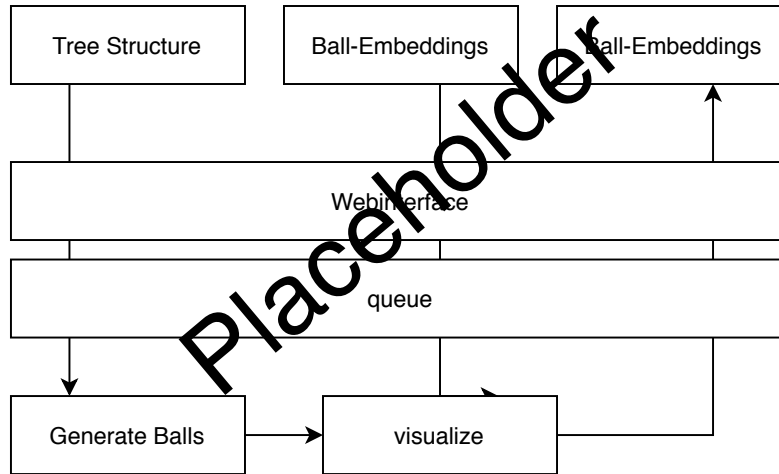 Tree Structure
Ball-Embeddings
Ball-Embeddings
Webinterface
queue
Generate Balls
visualize
Placeholder